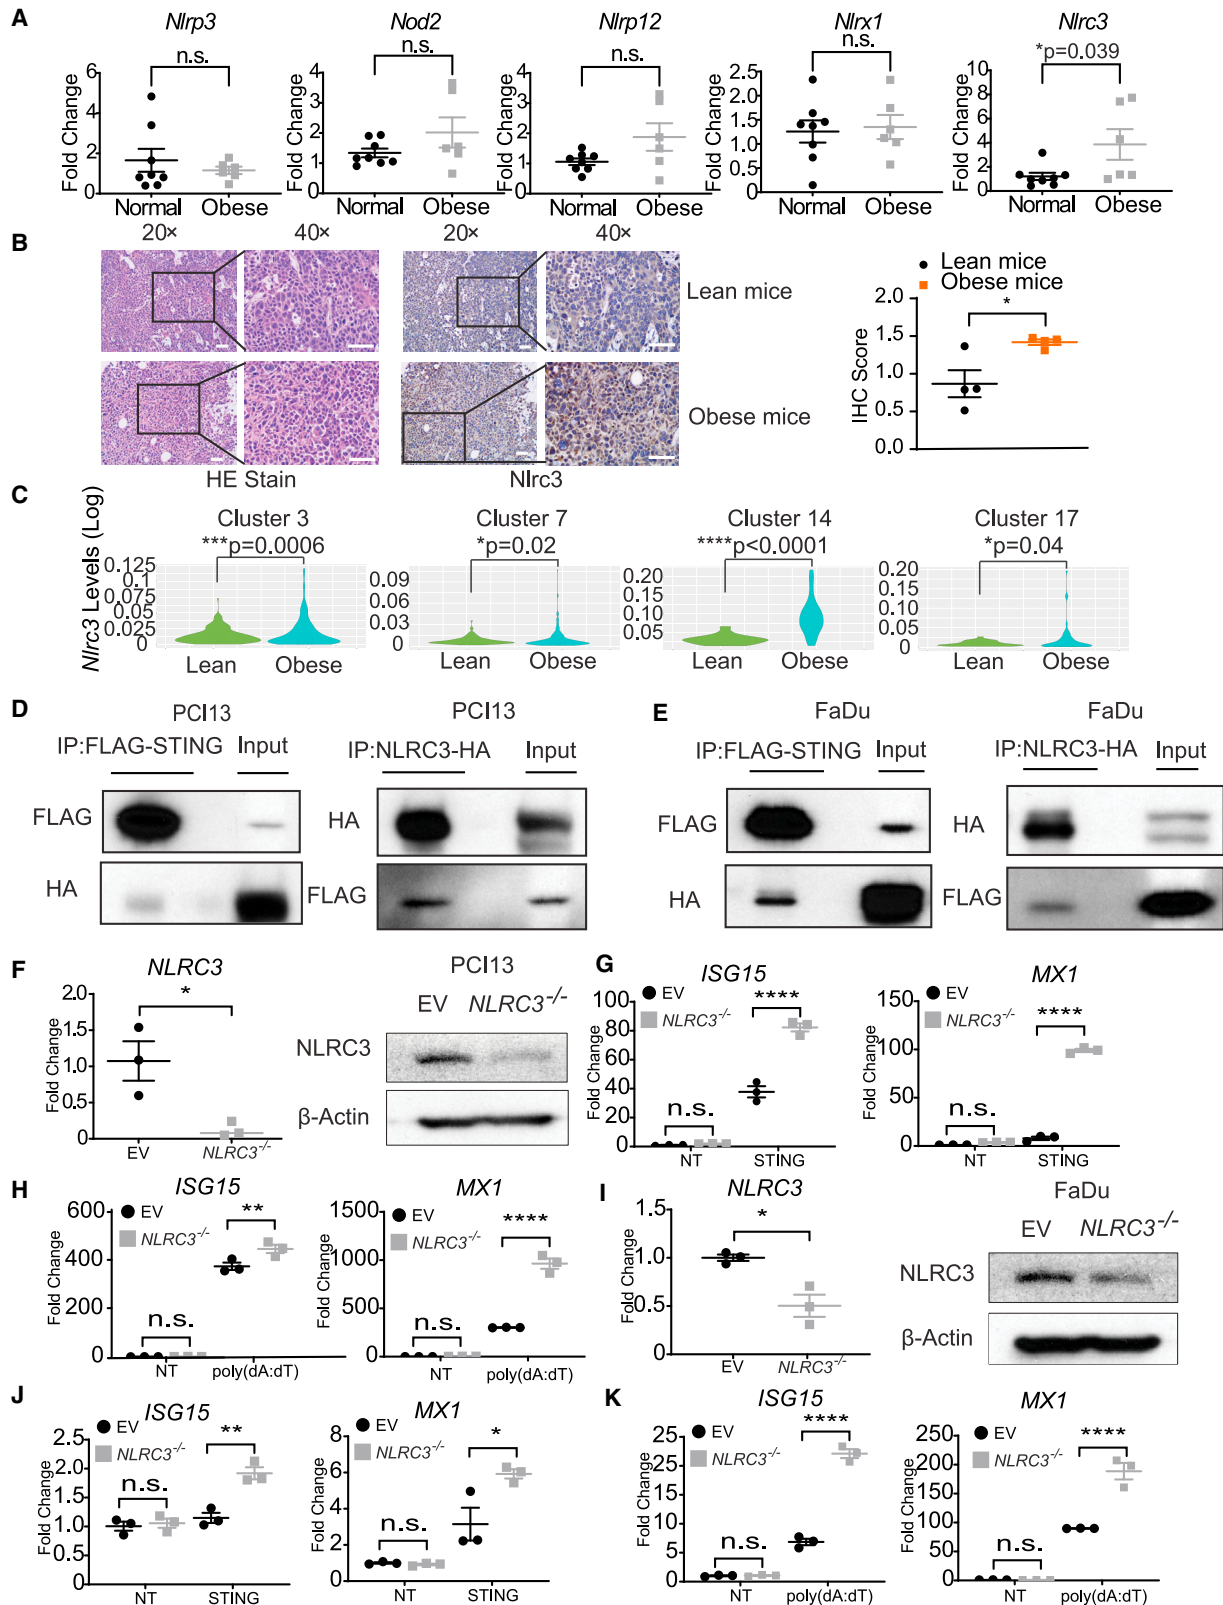 A
Nlrp3
Nod2
Nlrp12
Nlrx1
Nlrc3
n.s.
n.s.
n.s.
n.s.
*p=0.039
Fold Change
6
4
2
0
Fold Change
4
3
2
1
0
Fold Change
4
3
2
1
0
Fold Change
2.5
2.0
1.5
1.0
0.5
0
Fold Change
10
8
6
4
2
0
Normal Obese
Normal Obese
Normal Obese
Normal Obese
Normal Obese
B
20× 40× 20× 40×
Lean mice
Obese mice
HE Stain
Nlrc3
Lean mice
Obese mice
*
IHC Score
1.0
1.5
1.0
0.5
0.0
C
Nlrc3 Levels (Log)
Cluster 3
***p=0.0006
0.125
0.1
0.075
0.05
0.025
0
Lean Obese
Cluster 7
*p=0.02
0.09
0.06
0.03
0
Lean Obese
Cluster 14
****p<0.0001
0.20
0.15
0.10
0.05
Lean Obese
Cluster 17
*p=0.04
0.20
0.15
0.10
0.05
0
Lean Obese
D
PCI13
IP:FLAG-STING Input
FLAG
HA
PCI13
IP:NLRC3-HA Input
HA
FLAG
E
FaDu
IP:FLAG-STING Input
FLAG
HA
FaDu
IP:NLRC3-HA Input
HA
FLAG
F
NLRC3
*
Fold Change
2.0
1.5
1.0
0.5
0
EV NLRC3-/-
PCI13
EV NLRC3-/-
NLRC3
β-Actin
G
ISG15
EV
NLRC3-/-
****
n.s.
Fold Change
100
80
60
40
20
0
NT STING
MX1
EV
NLRC3-/-
****
n.s.
Fold Change
150
100
50
0
NT STING
H
ISG15
EV
NLRC3-/-
**
n.s.
Fold Change
600
400
200
0
NT poly(dA:dT)
MX1
EV
NLRC3-/-
****
n.s.
Fold Change
1500
1000
500
0
NT poly(dA:dT)
I
NLRC3
*
Fold Change
1.5
1.0
0.5
0
EV NLRC3-/-
FaDu
EV NLRC3-/-
NLRC3
β-Actin
J
ISG15
EV
NLRC3-/-
**
n.s.
Fold Change
2.5
2.0
1.5
1.0
0.5
0
NT STING
MX1
EV
NLRC3-/-
*
n.s.
Fold Change
8
6
4
2
0
NT STING
K
ISG15
EV
NLRC3-/-
****
n.s.
Fold Change
25
20
15
10
5
0
NT poly(dA:dT)
MX1
EV
NLRC3-/-
****
n.s.
Fold Change
250
200
150
100
50
0
NT poly(dA:dT)